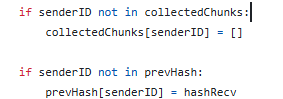 if senderID not in collectedChunks:
    collectedChunks[senderID] = []
if senderID not in prevHash:
    prevHash[senderID] = hashRecv